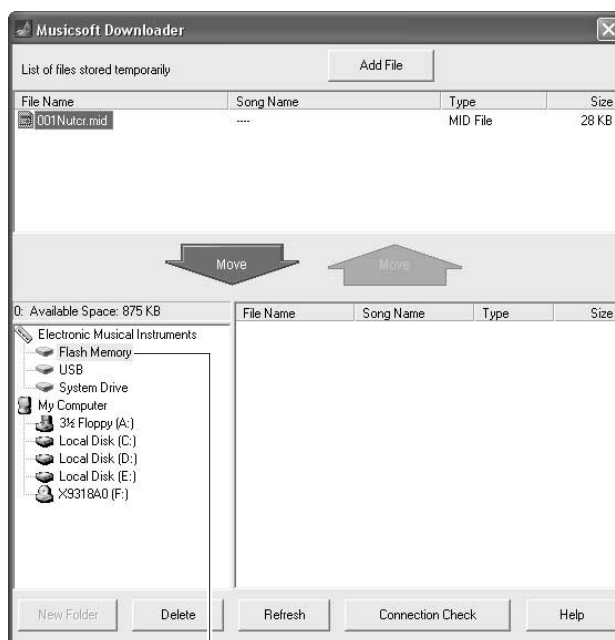 Musicsoft Downloader
List of files stored temporarily Add File
File Name Song Name Type Size
001Nutcr.mid ---- MID File 28 KB
Move Move
0: Available Space: 875 KB
File Name Song Name Type Size
Electronic Musical Instruments
Flash Memory
USB
System Drive
My Computer
3½ Floppy (A:)
Local Disk (C:)
Local Disk (D:)
Local Disk (E:)
X9318A0 (F:)
New Folder Delete Refresh Connection Check Help